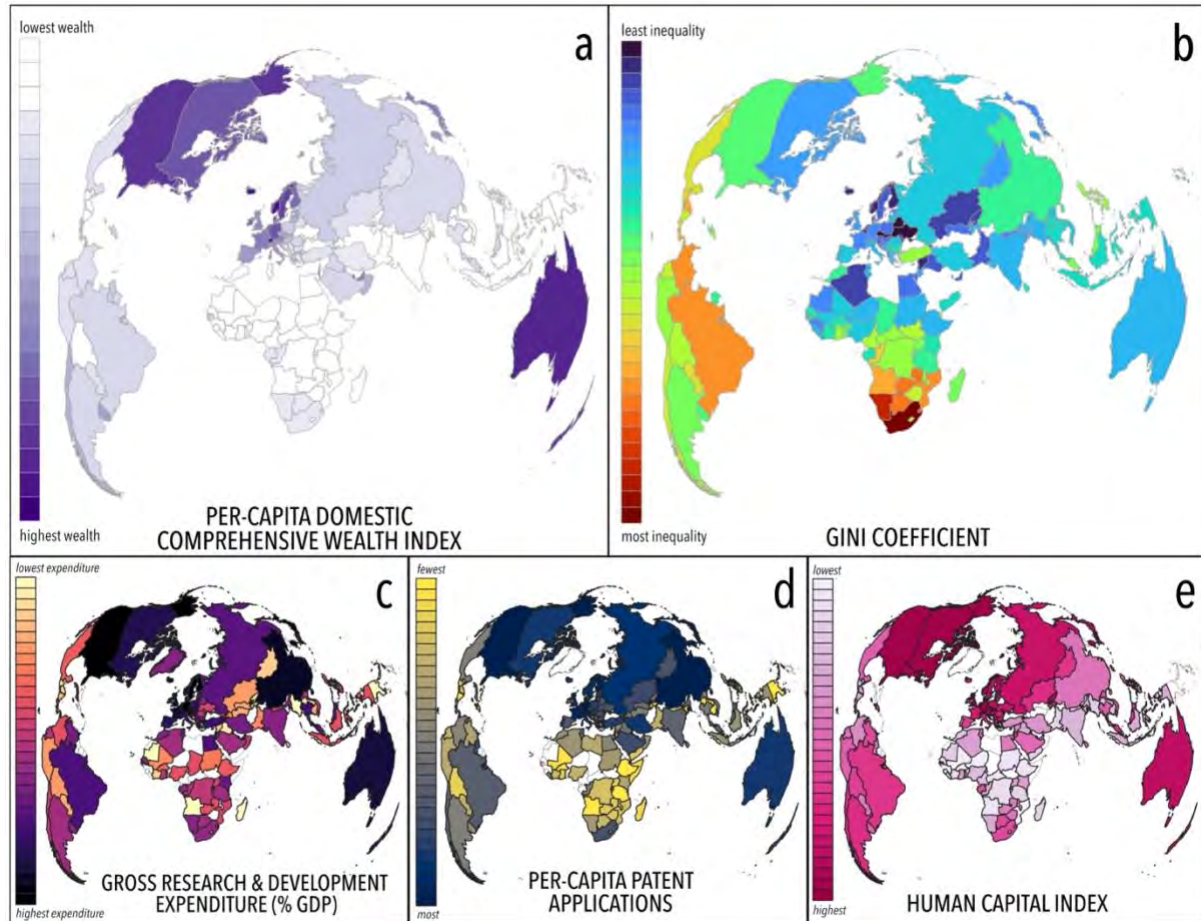 lowest wealth
a
highest wealth
PER-CAPITA DOMESTIC
COMPREHENSIVE WEALTH INDEX
least inequality
b
most inequality
GINI COEFFICIENT
lowest expenditure
c
highest expenditure
GROSS RESEARCH & DEVELOPMENT
EXPENDITURE (% GDP)
fewest
d
most
PER-CAPITA PATENT
APPLICATIONS
lowest
e
highest
HUMAN CAPITAL INDEX